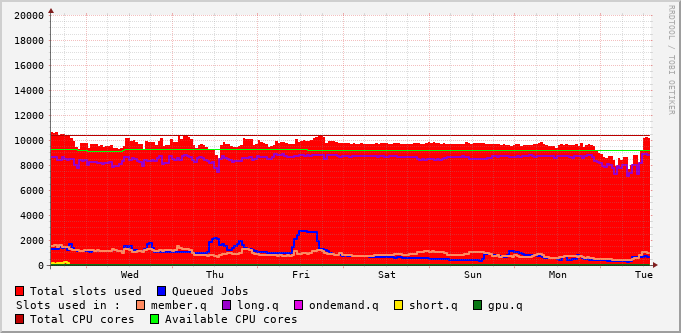 RRDTOOL / TOBI OETIKER
20000
18000
16000
14000
12000
10000
8000
6000
4000
2000
0
Wed Thu Fri Sat Sun Mon Tue
Total slots used Queued Jobs
Slots used in : member.q long.q ondemand.q short.q gpu.q
Total CPU cores Available CPU cores